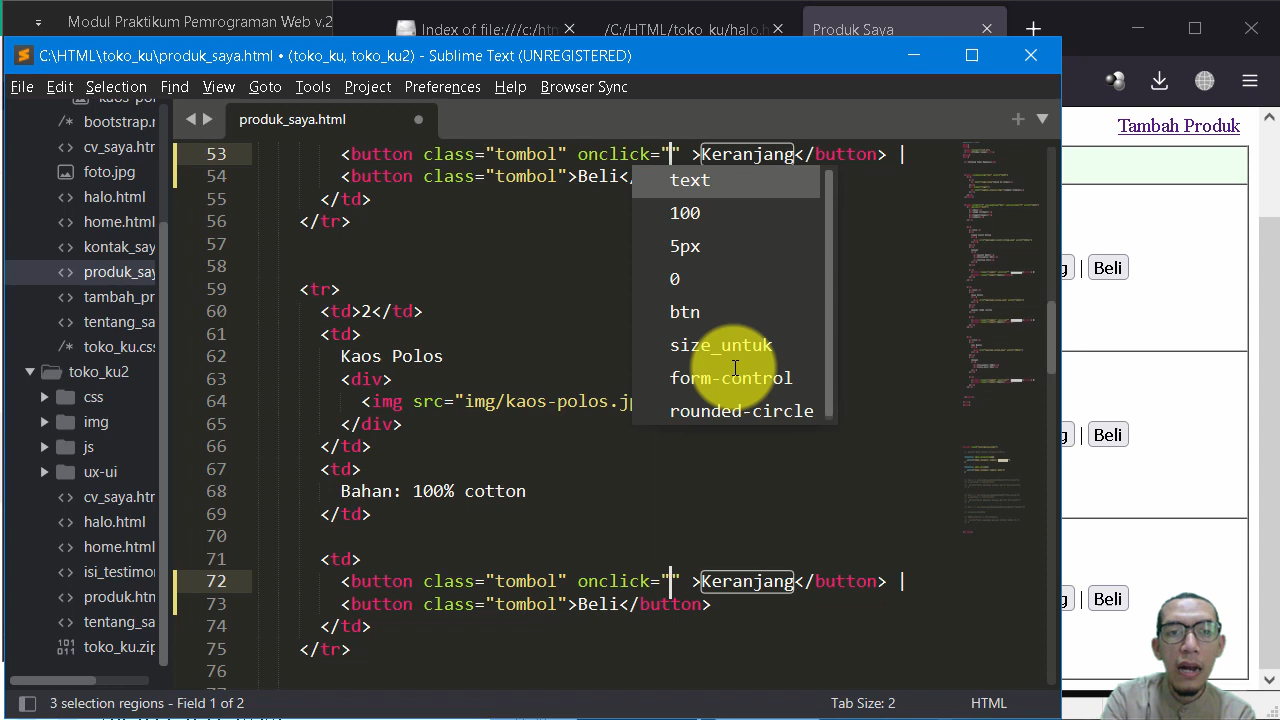 Modul Praktikum Pemrograman Web v.2
Index of file:///c:/htm
/C:/HTML/toko_ku/halo.h
Produk Saya
C:\HTML\toko_ku\produk_saya.html • (toko_ku, toko_ku2) - Sublime Text (UNREGISTERED)
File Edit Selection Find View Goto Tools Project Preferences Help Browser Sync
Tambah Produk
produk_saya.html
bootstrap.r
cv_saya.htr
foto.png
halo.html
home.html
kontak_say
produk_say
tambah_pr
tentang_sa
toko_ku.css
toko_ku2
css
img
js
ux-ui
cv_saya.htr
halo.html
home.html
isi_testimor
produk.htm
tentang_sa
toko_ku.zip
53 <button class="tombol" onclick="" >Keranjang</button> |
54 <button class="tombol">Beli</
55 </td>
56 </tr>
57
58
59 <tr>
60 <td>2</td>
61 <td>
62 Kaos Polos
63 <div>
64 <img src="img/kaos-polos.jp
65 </div>
66 </td>
67 <td>
68 Bahan: 100% cotton
69 </td>
70
71 <td>
72 <button class="tombol" onclick="" >Keranjang</button> |
73 <button class="tombol">Beli</button>
74 </td>
75 </tr>
76
text
100
5px
0
btn
size_untuk
form-control
rounded-circle
g | Beli
g | Beli
g | Beli
3 selection regions - Field 1 of 2
Tab Size: 2
HTML